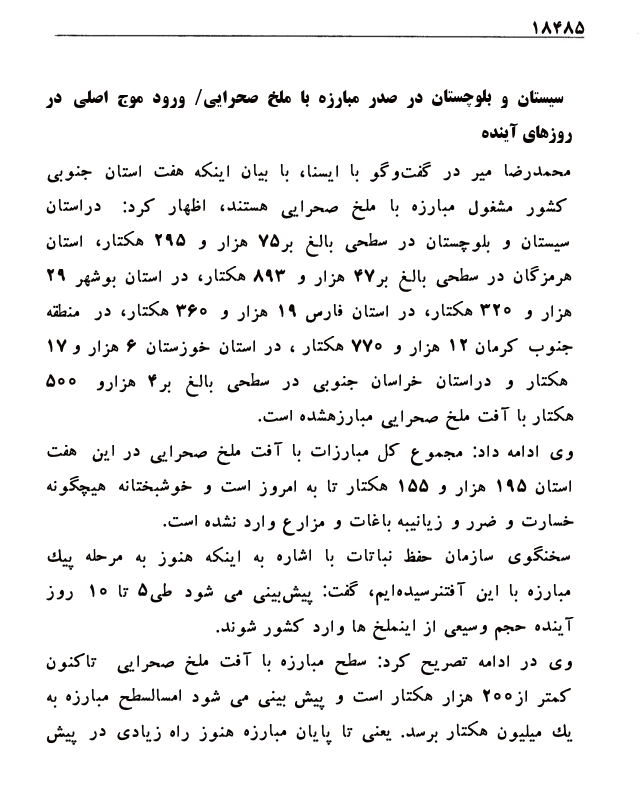 ۱۸۴۸۵
سیستان و بلوچستان در صدر مبارزه با ملخ صحرایی/ ورود موج اصلی در
روزهای آینده
محمدرضا میر در گفت‌وگو با ایسنا، با بیان اینکه هفت استان جنوبی
کشور مشغول مبارزه با ملخ صحرایی هستند، اظهار کرد: دراستان
سیستان و بلوچستان در سطحی بالغ بر۷۵ هزار و ۲۹۵ هکتار، استان
هرمزگان در سطحی بالغ بر۴۷ هزار و ۸۹۳ هکتار، در استان بوشهر ۲۹
هزار و ۳۲۰ هکتار، در استان فارس ۱۹ هزار و ۳۶۰ هکتار، در منطقه
جنوب کرمان ۱۲ هزار و ۷۷۰ هکتار ، در استان خوزستان ۶ هزار و ۱۷
هکتار و دراستان خراسان جنوبی در سطحی بالغ بر۴ هزارو ۵۰۰
هکتار با آفت ملخ صحرایی مبارزهشده است.
وی ادامه داد: مجموع کل مبارزات با آفت ملخ صحرایی در این هفت
استان ۱۹۵ هزار و ۱۵۵ هکتار تا به امروز است و خوشبختانه هیچگونه
خسارت و ضرر و زیانیبه باغات و مزارع وارد نشده است.
سخنگوی سازمان حفظ نباتات با اشاره به اینکه هنوز به مرحله پیك
مبارزه با این آفتنرسیده‌ایم، گفت: پیش‌بینی می شود طی۵ تا ۱۰ روز
آینده حجم وسیعی از اینملخ ها وارد کشور شوند.
وی در ادامه تصریح کرد: سطح مبارزه با آفت ملخ صحرایی تاکنون
کمتر از۲۰۰ هزار هکتار است و پیش بینی می شود امسالسطح مبارزه به
یك میلیون هکتار برسد. یعنی تا پایان مبارزه هنوز راه زیادی در پیش